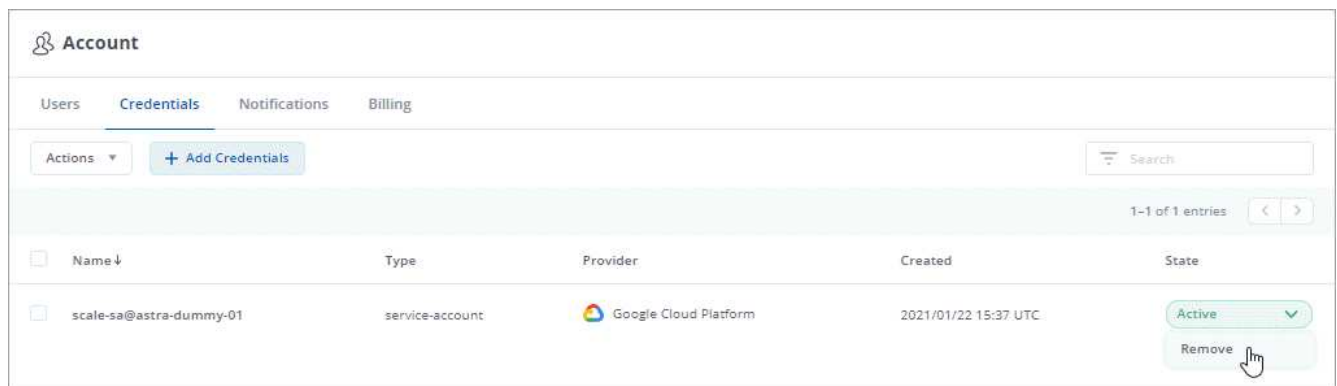 Account
Users Credentials Notifications Billing
Actions + Add Credentials Search
1–1 of 1 entries
Name↓ Type Provider Created State
scale-sa@astra-dummy-01 service-account Google Cloud Platform 2021/01/22 15:37 UTC Active
Remove